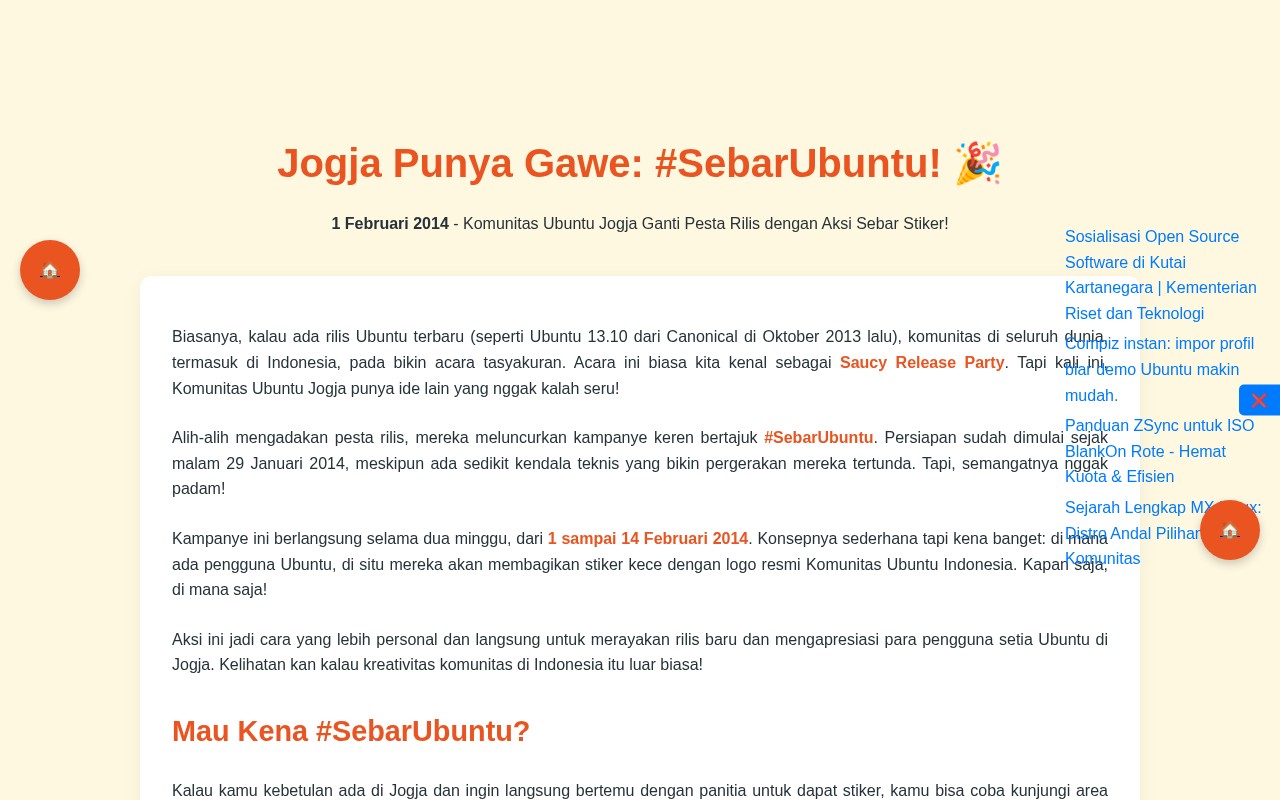 Jogja Punya Gawe: #SebarUbuntu! 🎉
1 Februari 2014 - Komunitas Ubuntu Jogja Ganti Pesta Rilis dengan Aksi Sebar Stiker!
Biasanya, kalau ada rilis Ubuntu terbaru (seperti Ubuntu 13.10 dari Canonical di Oktober 2013 lalu), komunitas di seluruh dunia,
termasuk di Indonesia, pada bikin acara tasyakuran. Acara ini biasa kita kenal sebagai Saucy Release Party. Tapi kali ini,
Komunitas Ubuntu Jogja punya ide lain yang nggak kalah seru!
Alih-alih mengadakan pesta rilis, mereka meluncurkan kampanye keren bertajuk #SebarUbuntu. Persiapan sudah dimulai sejak
malam 29 Januari 2014, meskipun ada sedikit kendala teknis yang bikin pergerakan mereka tertunda. Tapi, semangatnya nggak
padam!
Kampanye ini berlangsung selama dua minggu, dari 1 sampai 14 Februari 2014. Konsepnya sederhana tapi kena banget: di mana
ada pengguna Ubuntu, di situ mereka akan membagikan stiker kece dengan logo resmi Komunitas Ubuntu Indonesia. Kapan saja,
di mana saja!
Aksi ini jadi cara yang lebih personal dan langsung untuk merayakan rilis baru dan mengapresiasi para pengguna setia Ubuntu di
Jogja. Kelihatan kan kalau kreativitas komunitas di Indonesia itu luar biasa!
Mau Kena #SebarUbuntu?
Kalau kamu kebetulan ada di Jogja dan ingin langsung bertemu dengan panitia untuk dapat stiker, kamu bisa coba kunjungi area
Sosialisasi Open Source
Software di Kutai
Kartanegara | Kementerian
Riset dan Teknologi
Compiz instan: impor profil
biar demo Ubuntu makin
mudah.
Panduan ZSync untuk ISO
BlankOn Rote - Hemat
Kuota & Efisien
Sejarah Lengkap MX
Distro Andal Pilihan
Komunitas